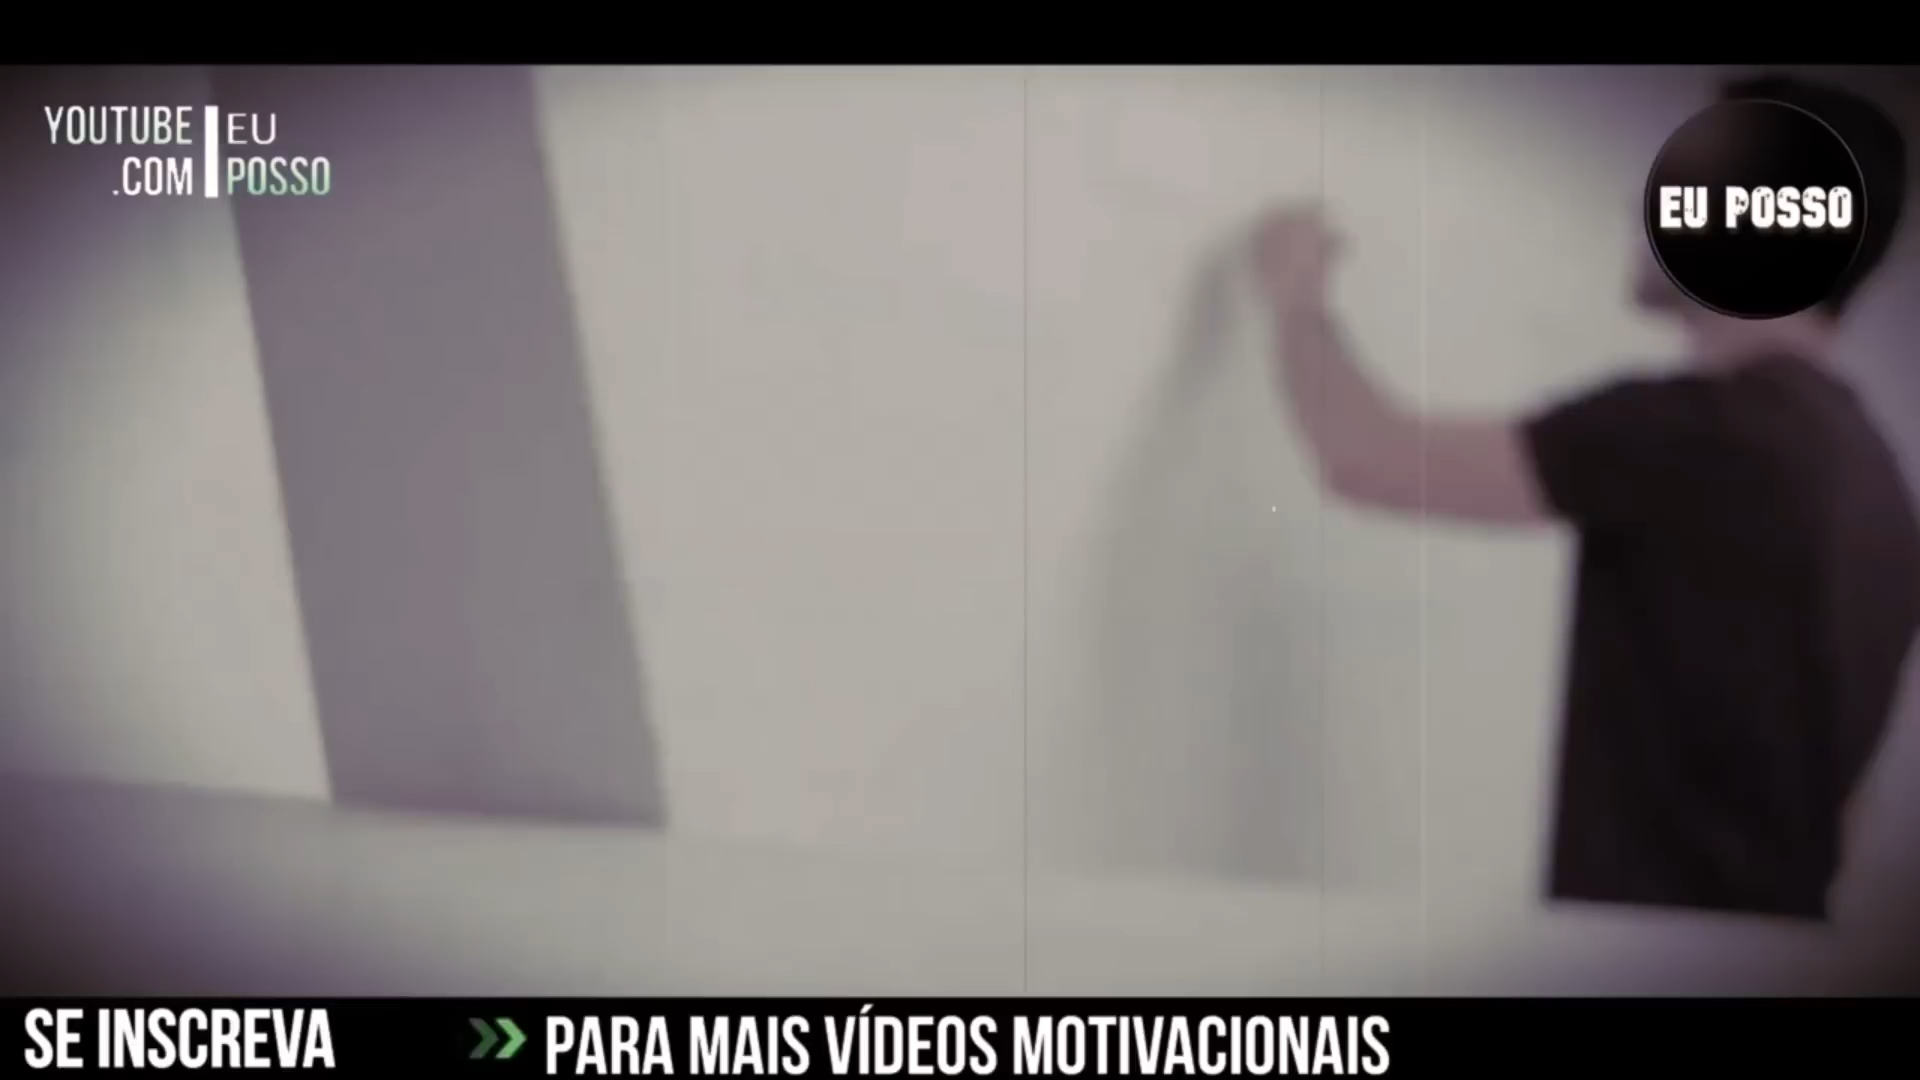 YOUTUBE
.COM
EU
POSSO
EU POSSO
SE INSCREVA
PARA MAIS VÍDEOS MOTIVACIONAIS